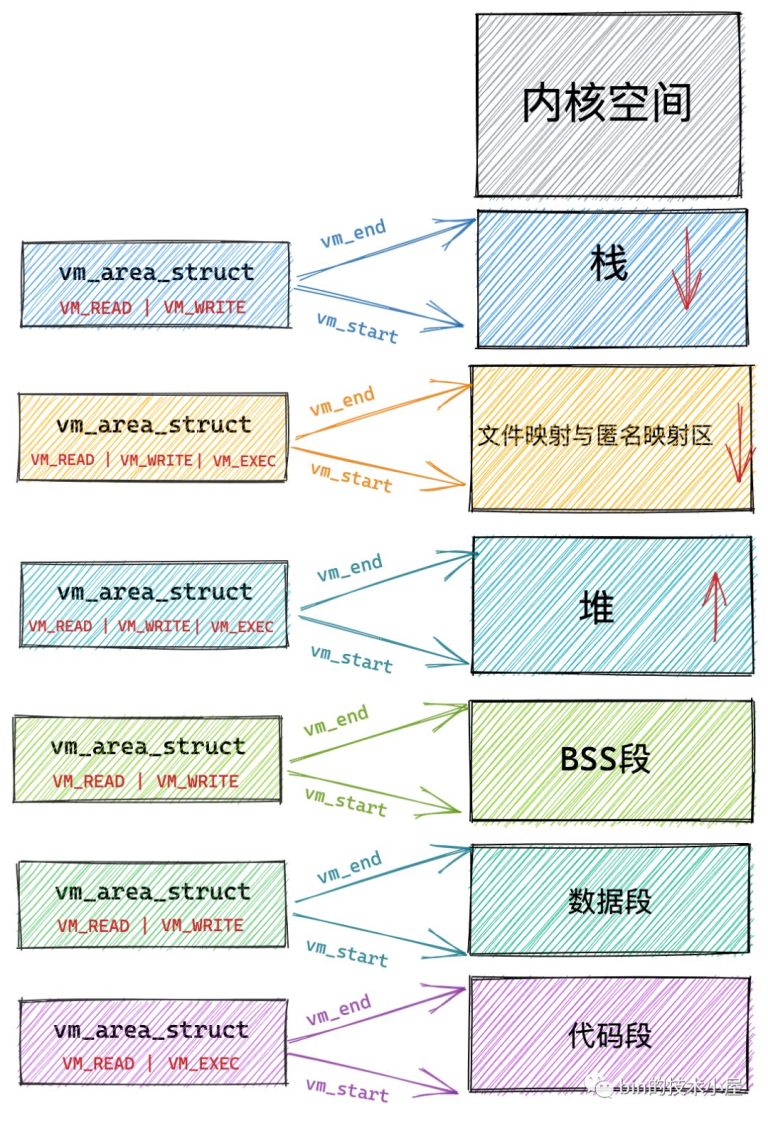 内核空间
vm_area_struct
VM_READ | VM_WRITE
vm_end
vm_start
栈
vm_area_struct
VM_READ | VM_WRITE| VM_EXEC
vm_end
vm_start
文件映射与匿名映射区
vm_area_struct
VM_READ | VM_WRITE| VM_EXEC
vm_end
vm_start
堆
vm_area_struct
VM_READ | VM_WRITE
vm_end
vm_start
BSS段
vm_area_struct
VM_READ | VM_WRITE
vm_end
vm_start
数据段
vm_area_struct
VM_READ | VM_EXEC
vm_end
vm_start
代码段
bin的技术小屋